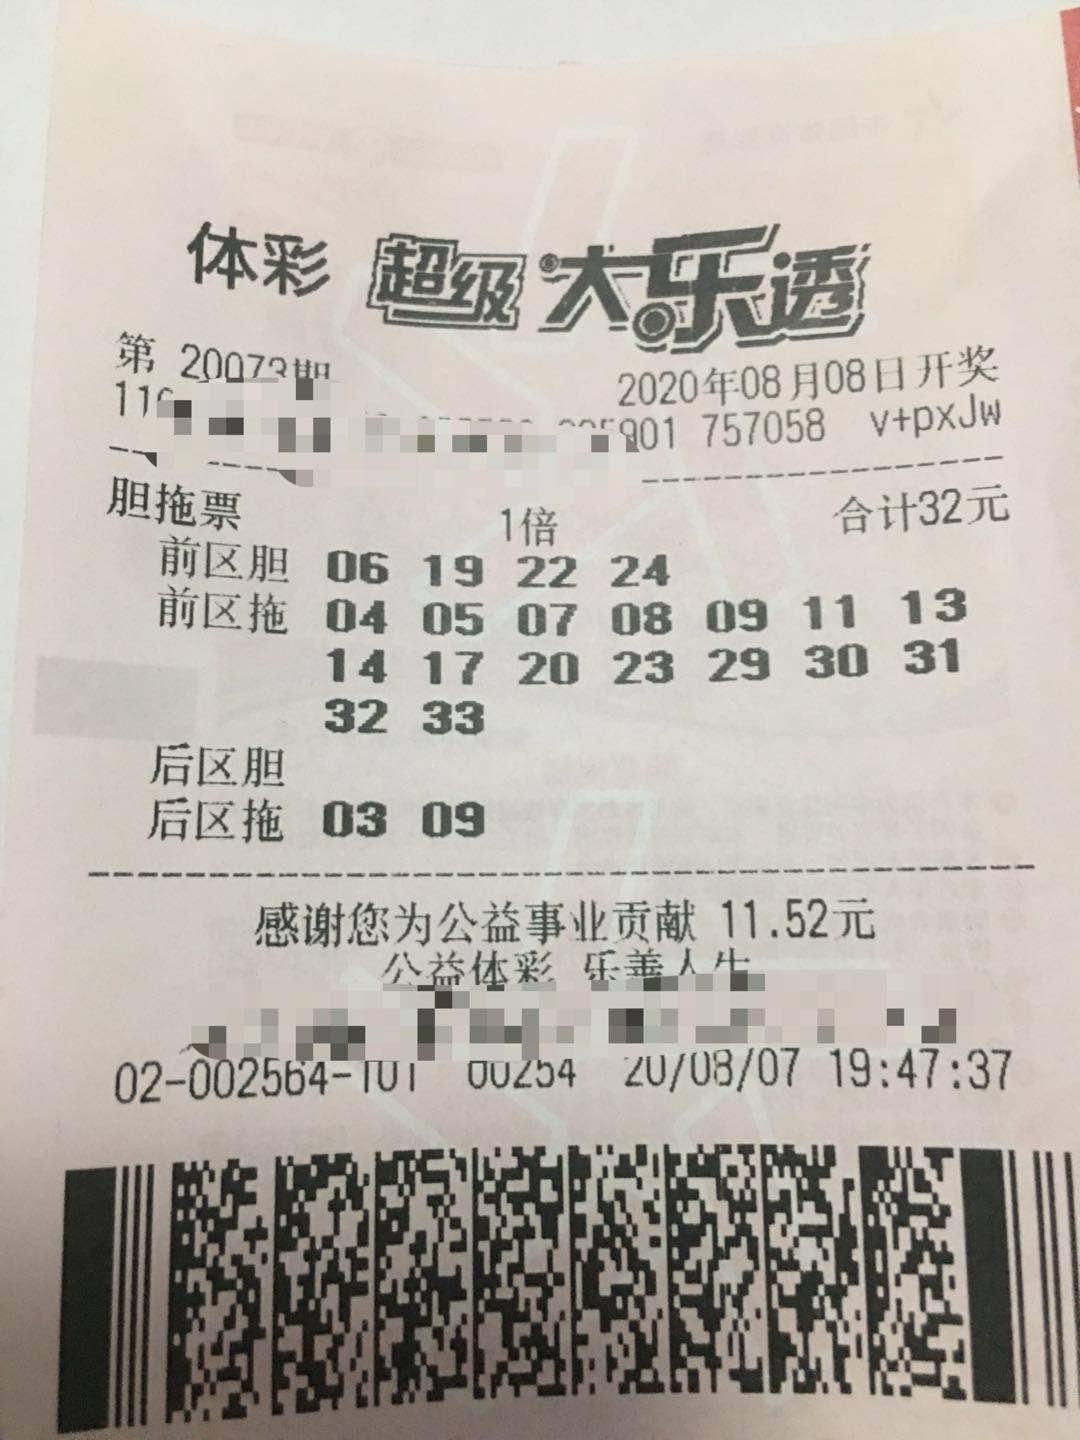 体彩 超级大乐透
第 20073期
2020年08月08日开奖
901 757058 v+pxJw
胆拖票 1倍 合计32元
前区胆 06 19 22 24
前区拖 04 05 07 08 09 11 13
14 17 20 23 29 30 31
32 33
后区胆
后区拖 03 09
感谢您为公益事业贡献 11.52元
公益体彩 乐善人生
02-002564-101 00254 20/08/07 19:47:37